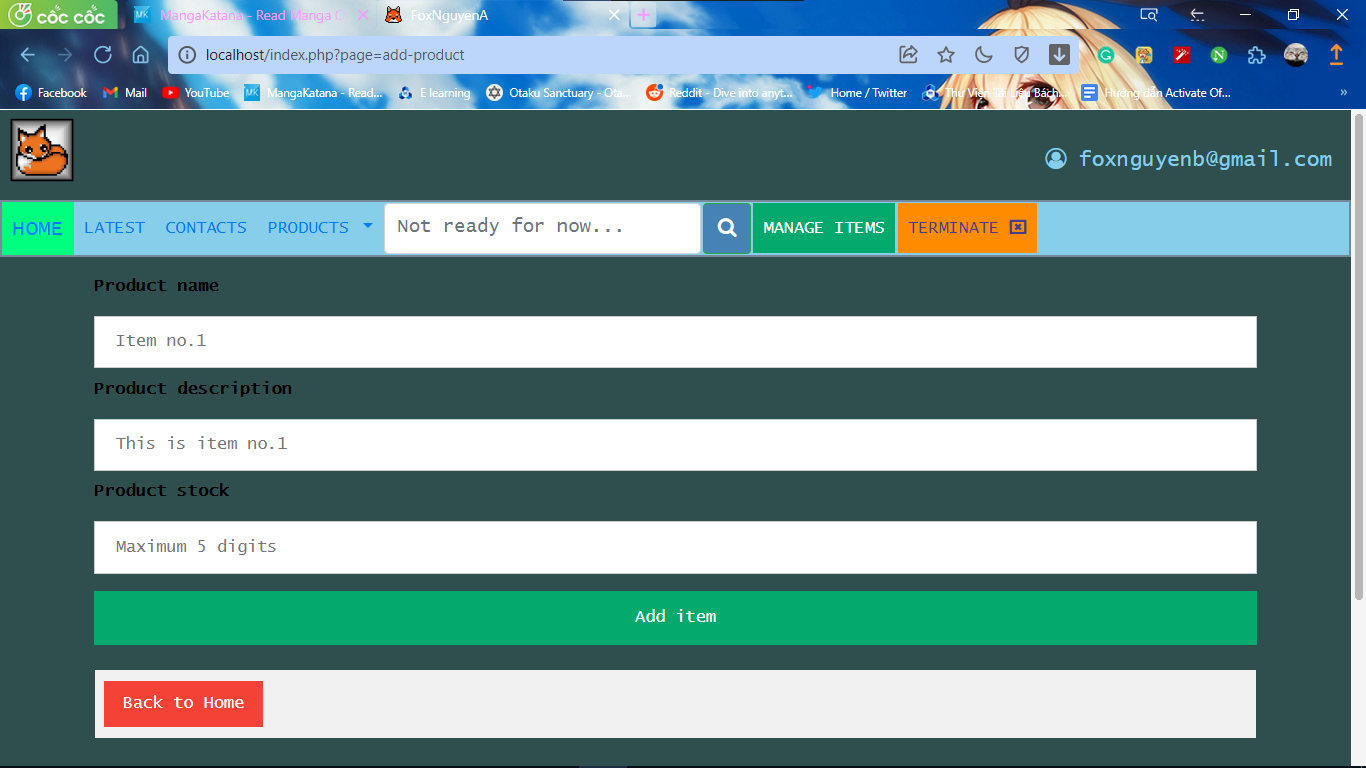 CỐC CỐC
MangaKatana - Read Manga O
FoxNguyenA
localhost/index.php?page=add-product
Facebook
Mail
YouTube
MangaKatana - Read...
E learning
Otaku Sanctuary - Ota...
Reddit - Dive into anyt...
Home / Twitter
Thư Viện Tài Liệu Bách...
Hướng dẫn Activate Of...
»
foxnguyenb@gmail.com
HOME
LATEST
CONTACTS
PRODUCTS
Not ready for now...
MANAGE ITEMS
TERMINATE
Product name
Item no.1
Product description
This is item no.1
Product stock
Maximum 5 digits
Add item
Back to Home